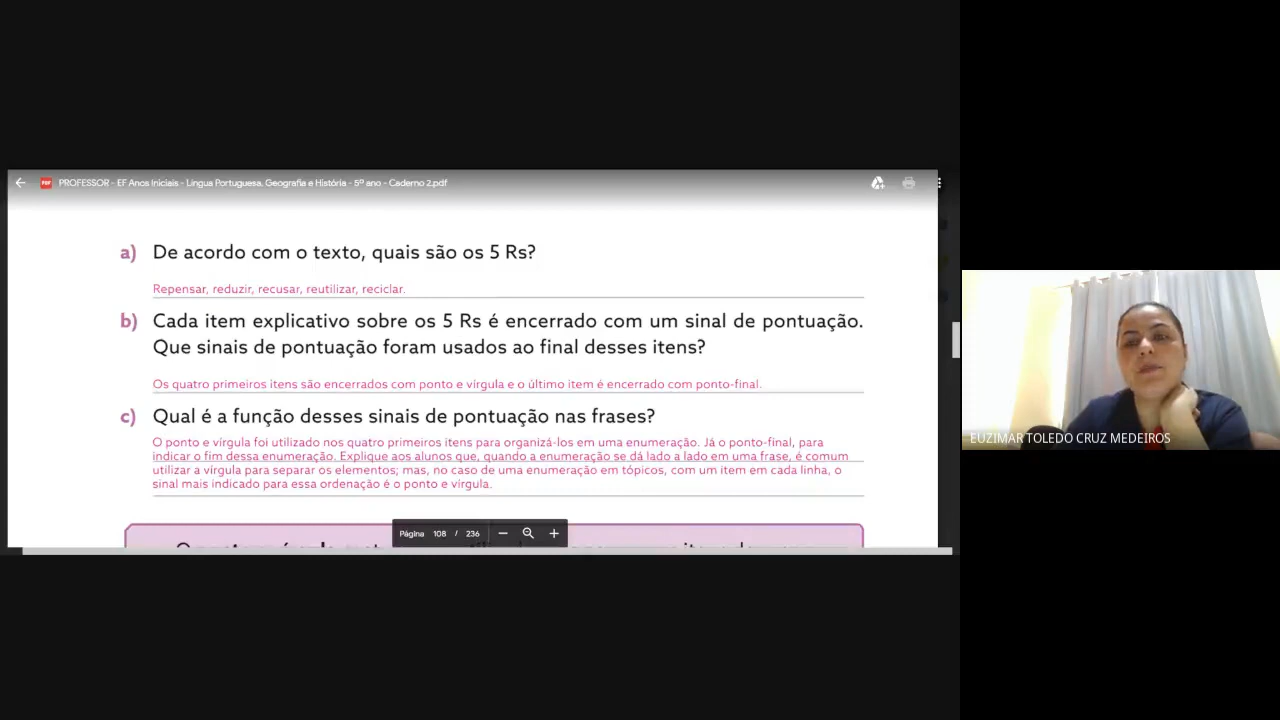 PDF PROFESSOR - EF Anos Iniciais - Língua Portuguesa, Geografia e História - 5º ano - Caderno 2.pdf
a) De acordo com o texto, quais são os 5 Rs?
Repensar, reduzir, recusar, reutilizar, reciclar.
b) Cada item explicativo sobre os 5 Rs é encerrado com um sinal de pontuação.
Que sinais de pontuação foram usados ao final desses itens?
Os quatro primeiros itens são encerrados com ponto e vírgula e o último item é encerrado com ponto-final.
c) Qual é a função desses sinais de pontuação nas frases?
O ponto e vírgula foi utilizado nos quatro primeiros itens para organizá-los em uma enumeração. Já o ponto-final, para
indicar o fim dessa enumeração. Explique aos alunos que, quando a enumeração se dá lado a lado em uma frase, é comum
utilizar a vírgula para separar os elementos; mas, no caso de uma enumeração em tópicos, com um item em cada linha, o
sinal mais indicado para essa ordenação é o ponto e vírgula.
Página 108 / 236
EUZIMAR TOLEDO CRUZ MEDEIROS